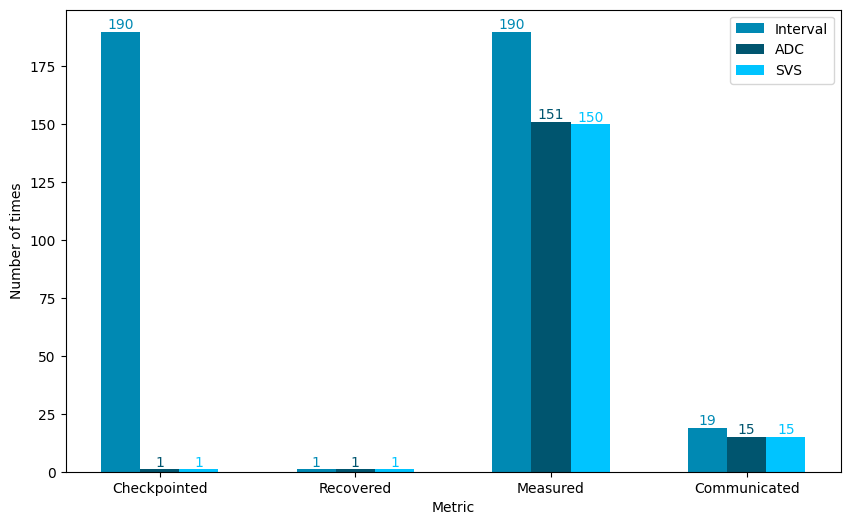 190
190
Interval
ADC
SVS
175
151
150
150
125
100
75
50
25
19
15
15
1
1
1
1
1
0
Checkpointed
Recovered
Measured
Communicated
Number of times
Metric